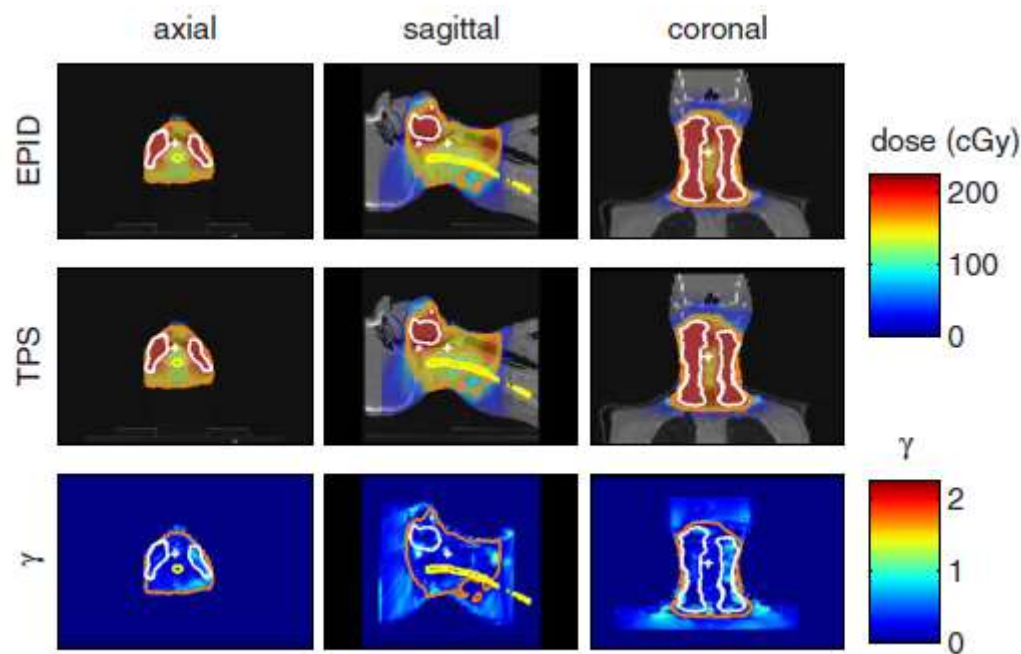 axial sagittal coronal
EPID
dose (cGy)
200
100
0
TPS
γ
2
1
0
γ